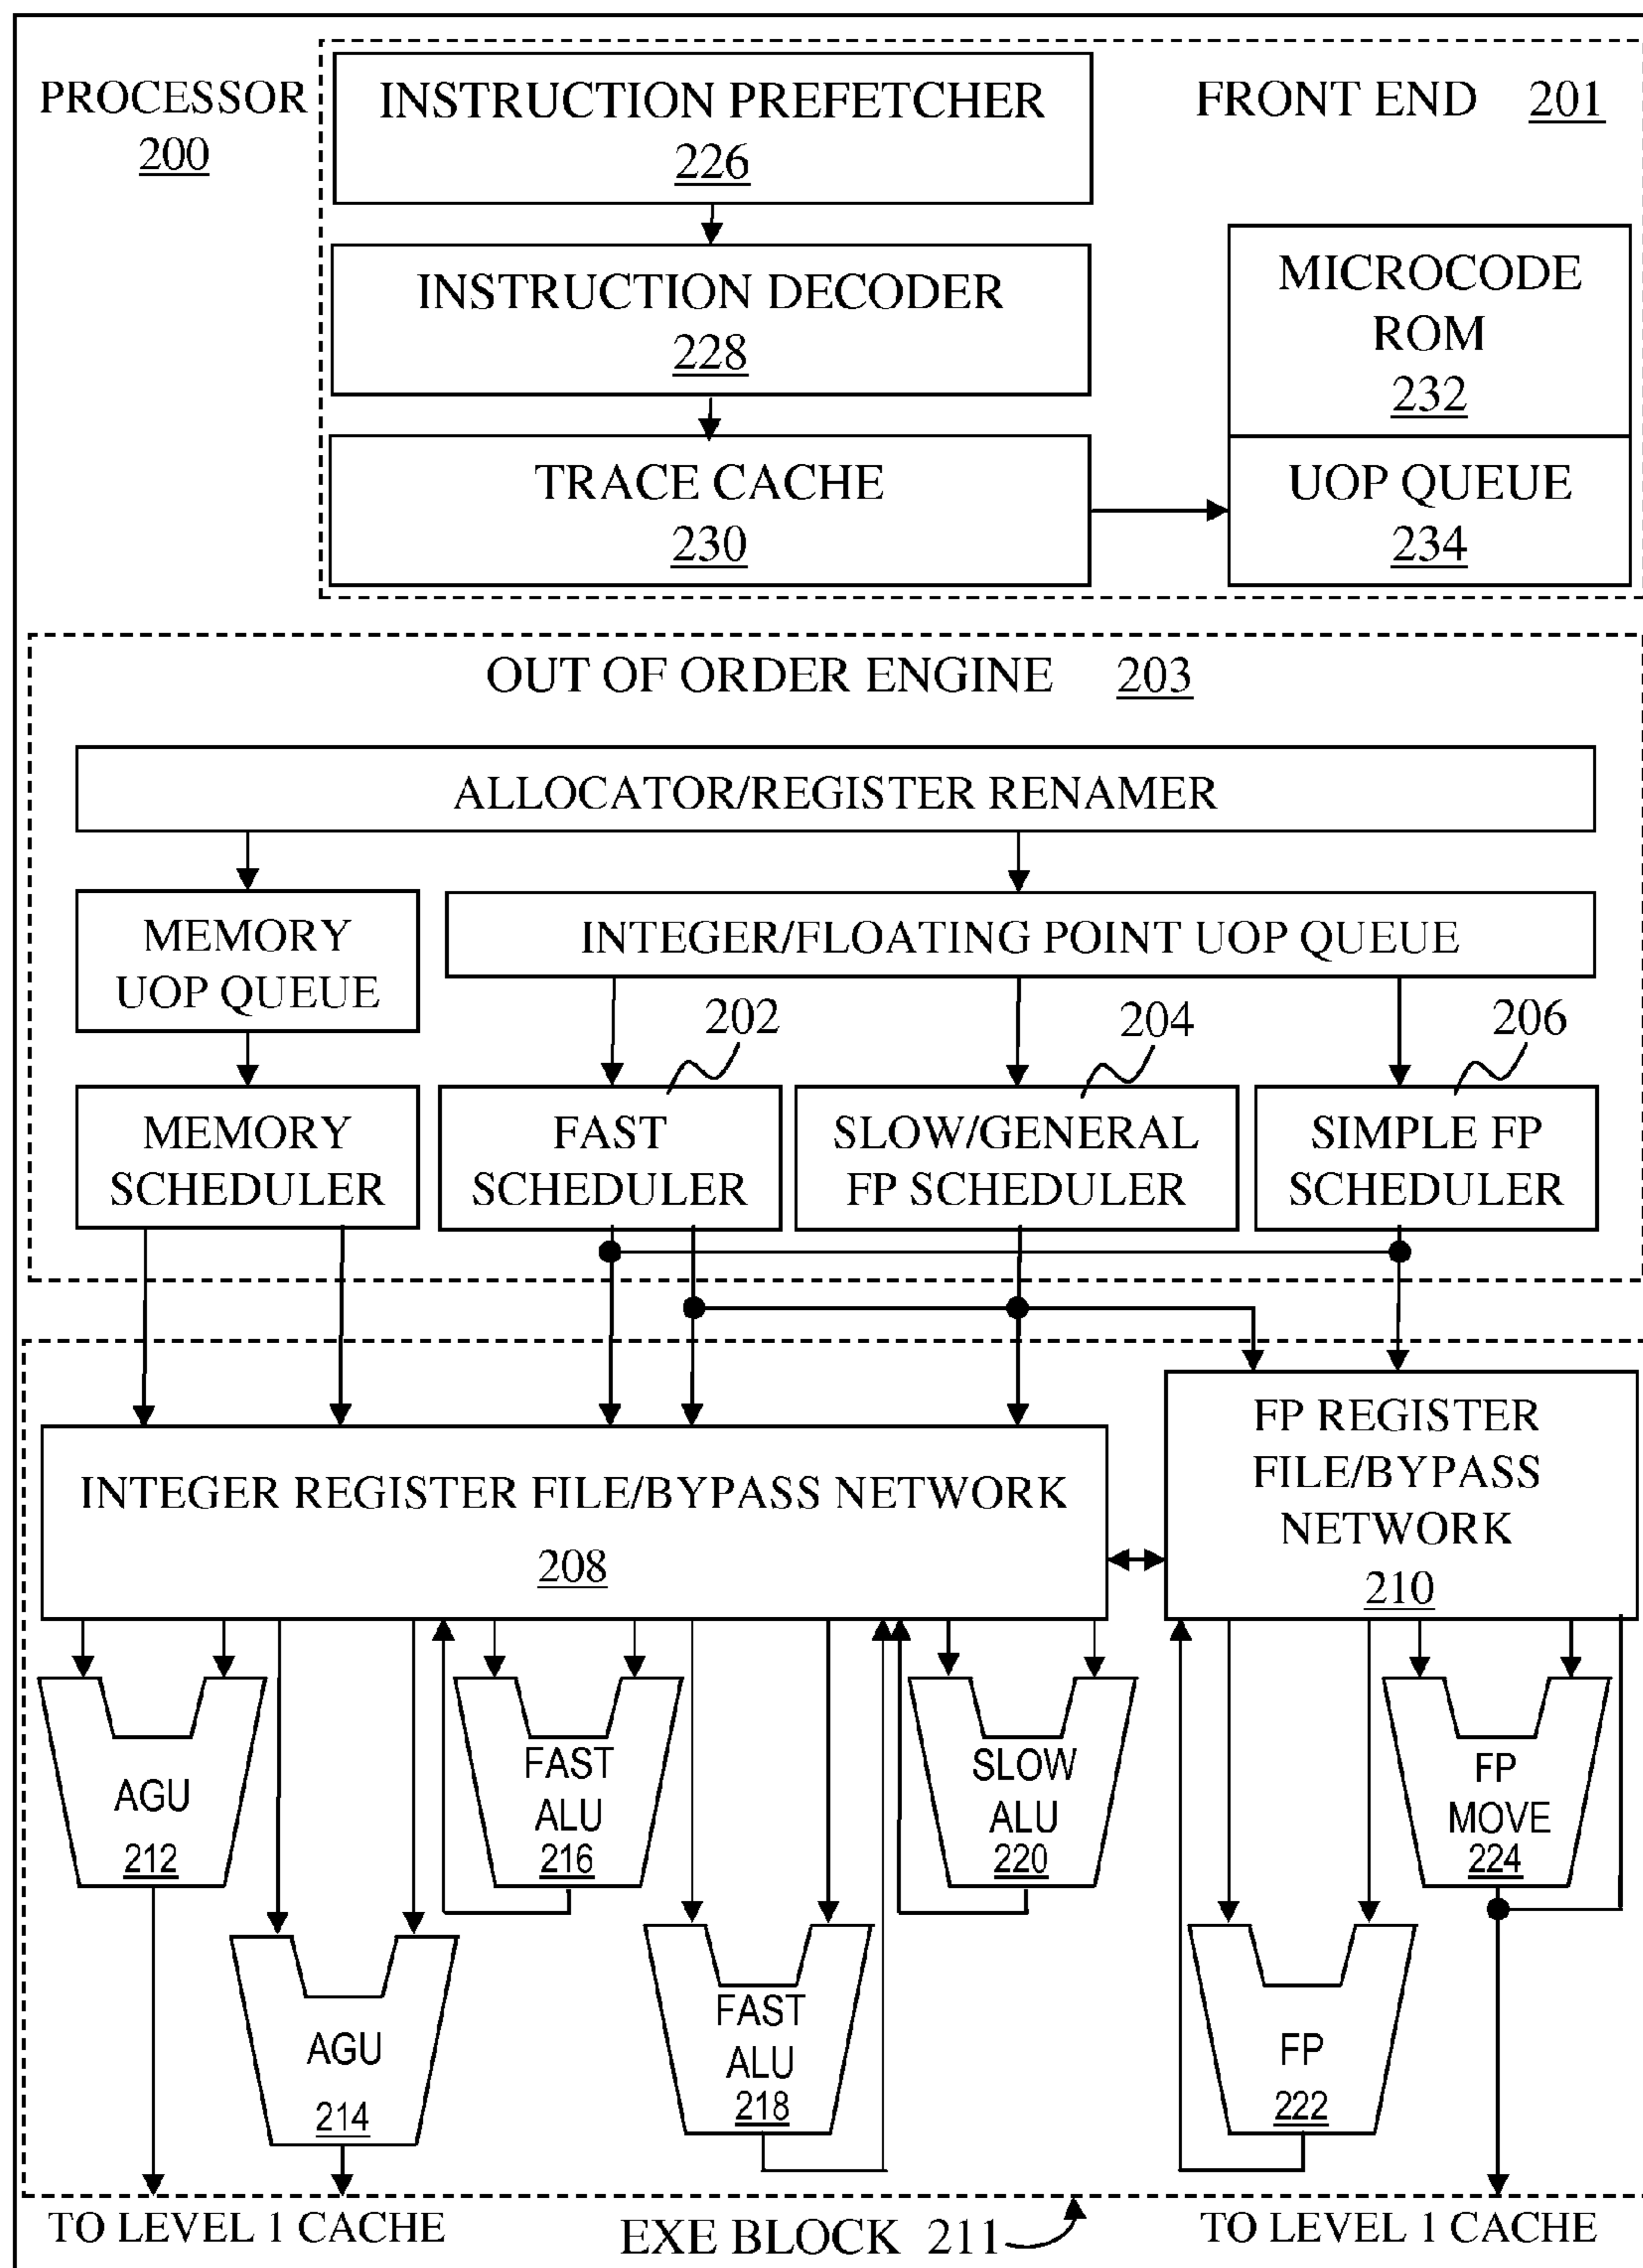 PROCESSOR
200
INSTRUCTION PREFETCHER
226
FRONT END 201
INSTRUCTION DECODER
228
MICROCODE
ROM
232
TRACE CACHE
230
UOP QUEUE
234
OUT OF ORDER ENGINE 203
ALLOCATOR/REGISTER RENAMER
MEMORY
UOP QUEUE
INTEGER/FLOATING POINT UOP QUEUE
202
204
206
MEMORY
SCHEDULER
FAST
SCHEDULER
SLOW/GENERAL
FP SCHEDULER
SIMPLE FP
SCHEDULER
INTEGER REGISTER FILE/BYPASS NETWORK
208
FP REGISTER
FILE/BYPASS
NETWORK
210
AGU
212
FAST
ALU
216
SLOW
ALU
220
FP
MOVE
224
AGU
214
FAST
ALU
218
FP
222
TO LEVEL 1 CACHE
EXE BLOCK 211
TO LEVEL 1 CACHE